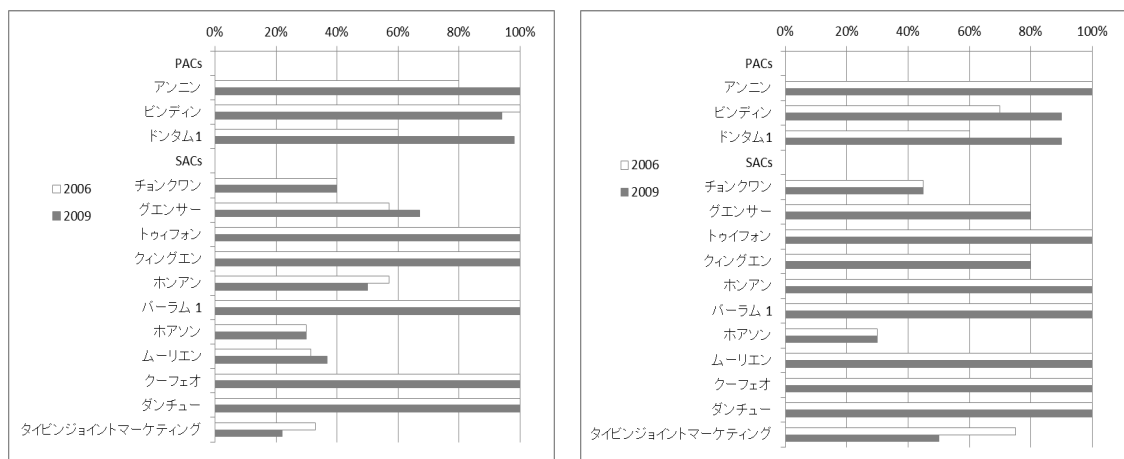 0% 20% 40% 60% 80% 100%
PACs
アンニン
ビンディン
ドンタム1
SACs
チョンクワン
グエンサー
トゥイフォン
クィングエン
ホンアン
バーラム 1
ホアソン
ムーリエン
クーフェオ
ダンチュー
タイビンジョイントマーケティング
2006
2009
0% 20% 40% 60% 80% 100%
PACs
アンニン
ビンディン
ドンタム1
SACs
チョンクワン
グエンサー
トゥイフォン
クィングエン
ホンアン
バーラム 1
ホアソン
ムーリエン
クーフェオ
ダンチュー
タイビンジョイントマーケティング
2006
2009